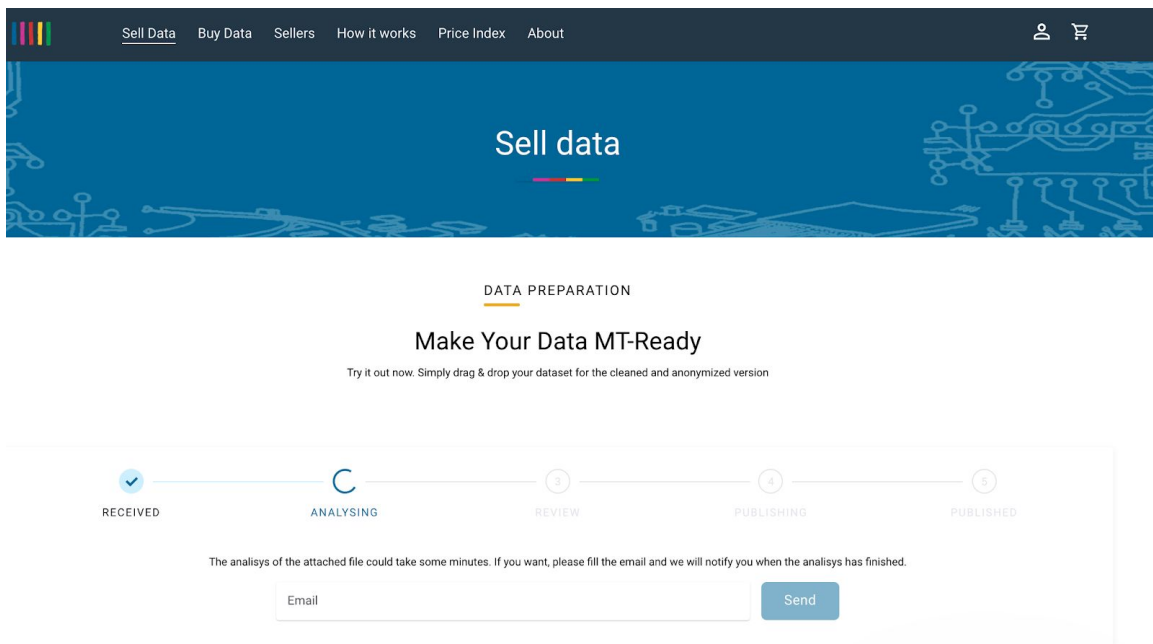 Sell Data Buy Data Sellers How it works Price Index About
Sell data
DATA PREPARATION
Make Your Data MT-Ready
Try it out now. Simply drag & drop your dataset for the cleaned and anonymized version
3 4 5
RECEIVED ANALYSING REVIEW PUBLISHING PUBLISHED
The analisys of the attached file could take some minutes. If you want, please fill the email and we will notify you when the analisys has finished.
Email Send